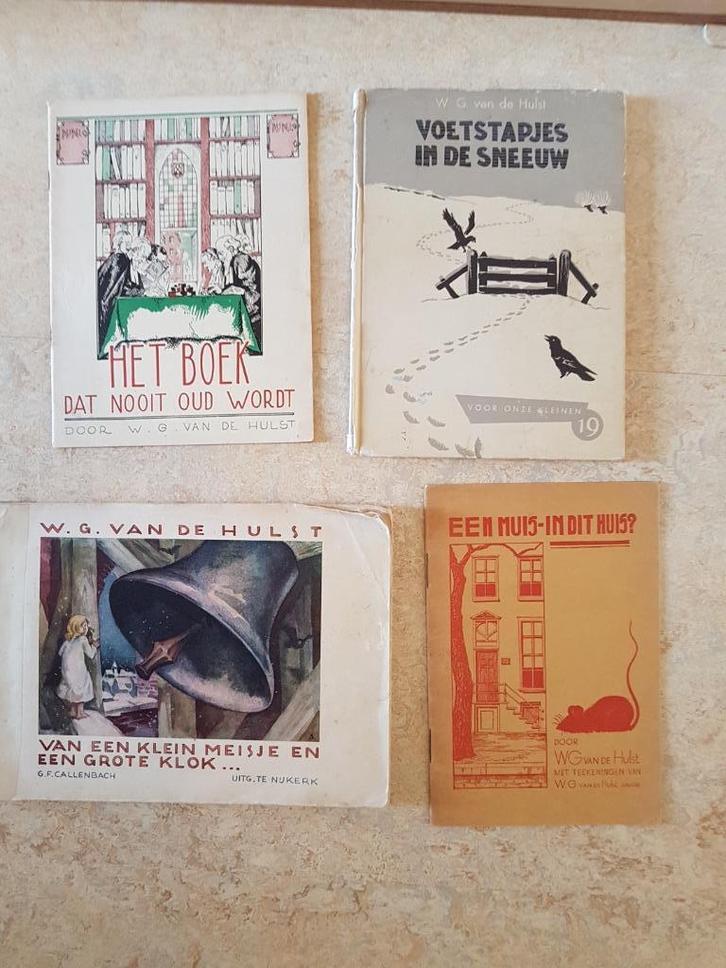 HET BOEK
DAT NOOIT OUD WORDT
DOOR W. G. VAN DE HULST
W. G. van de Hulst
VOETSTAPJES
IN DE SNEEUW
VOOR ONZE KLEINEN
19
W. G. VAN DE HULST
VAN EEN KLEIN MEISJE EN
EEN GROTE KLOK...
G.F. CALLENBACH UITG. TE NIJKERK
EEN MUIS-IN DIT HUIS?
DOOR
W G VAN DE HULST
MET TEEKENINGEN VAN
W. G VAN DE HULST